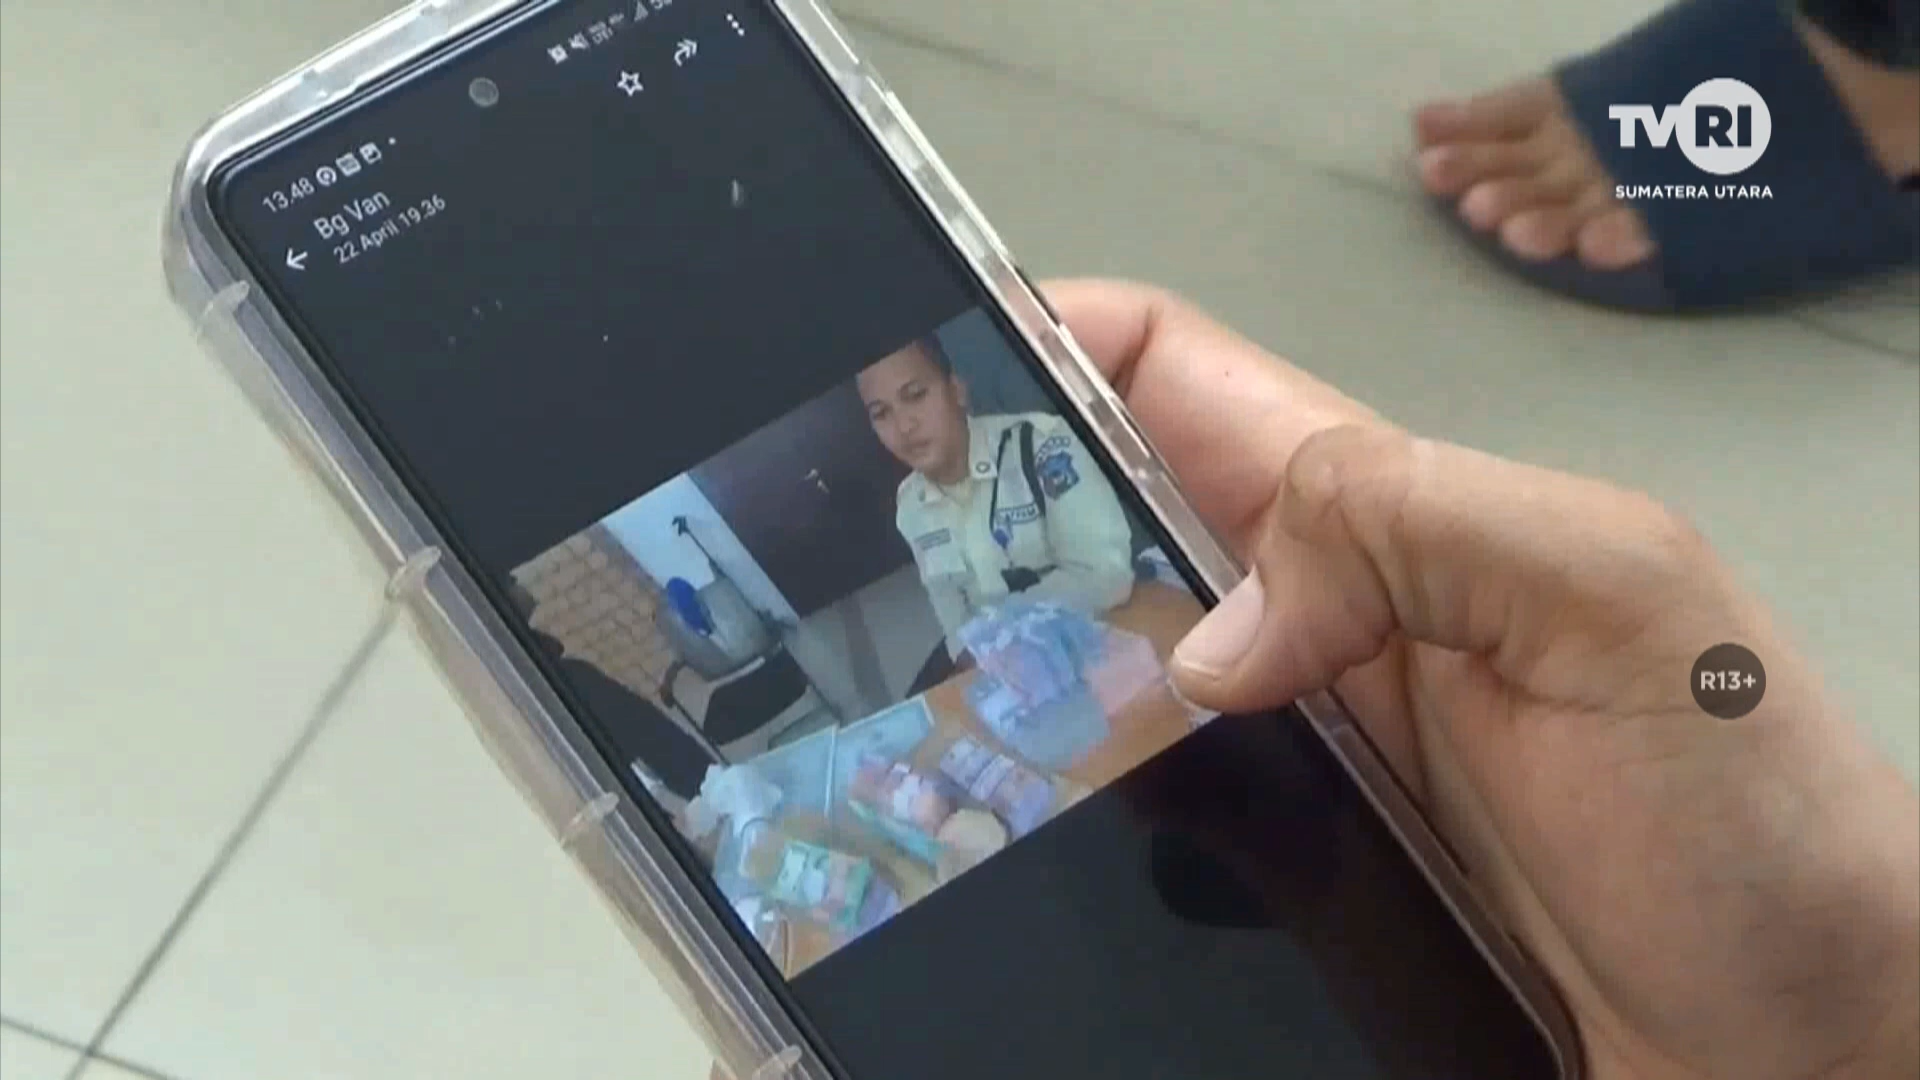 TVRI
SUMATERA UTARA
13.48
Bg Van
22 April 19.36
R13+